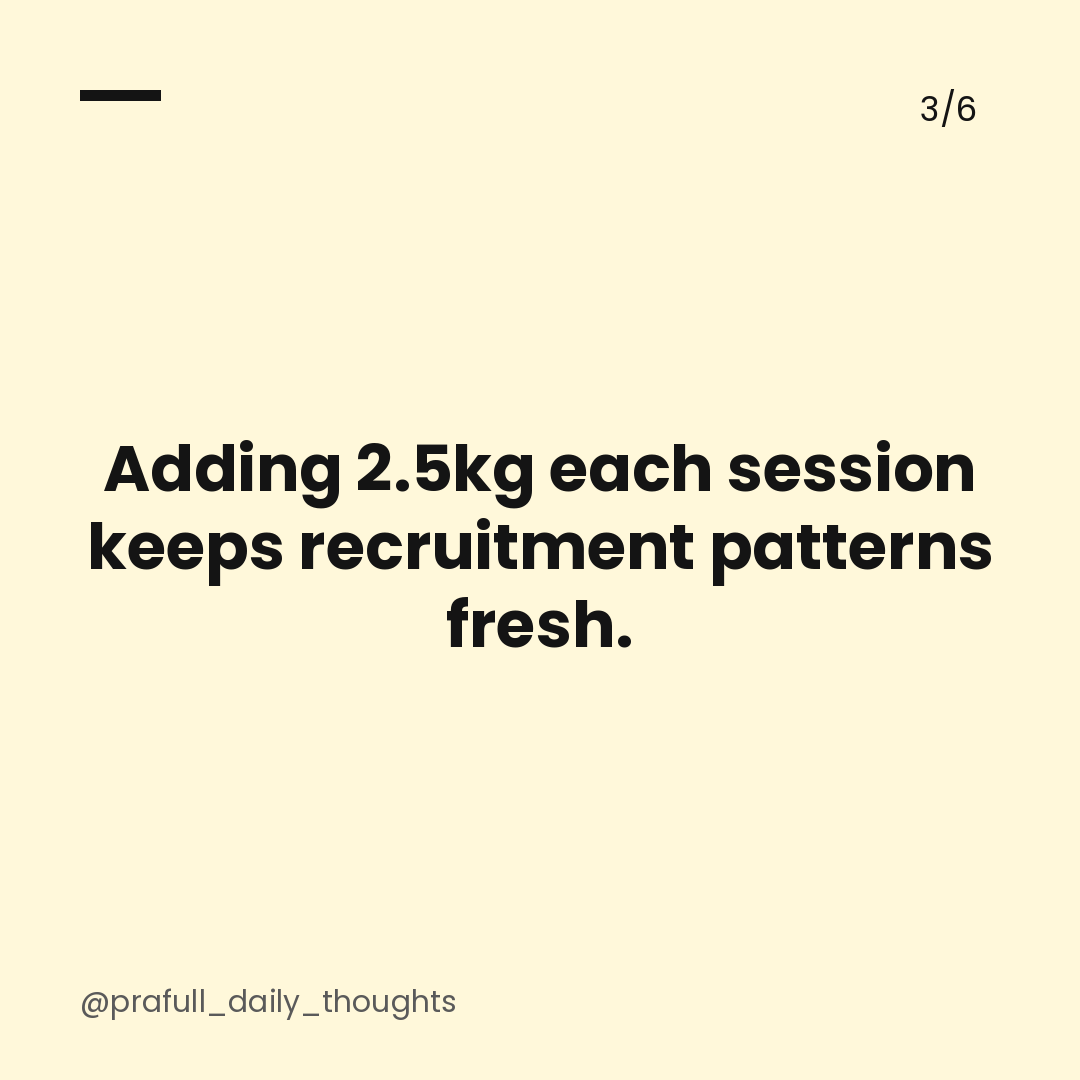 3/6
Adding 2.5kg each session
keeps recruitment patterns
fresh.
@prafull_daily_thoughts